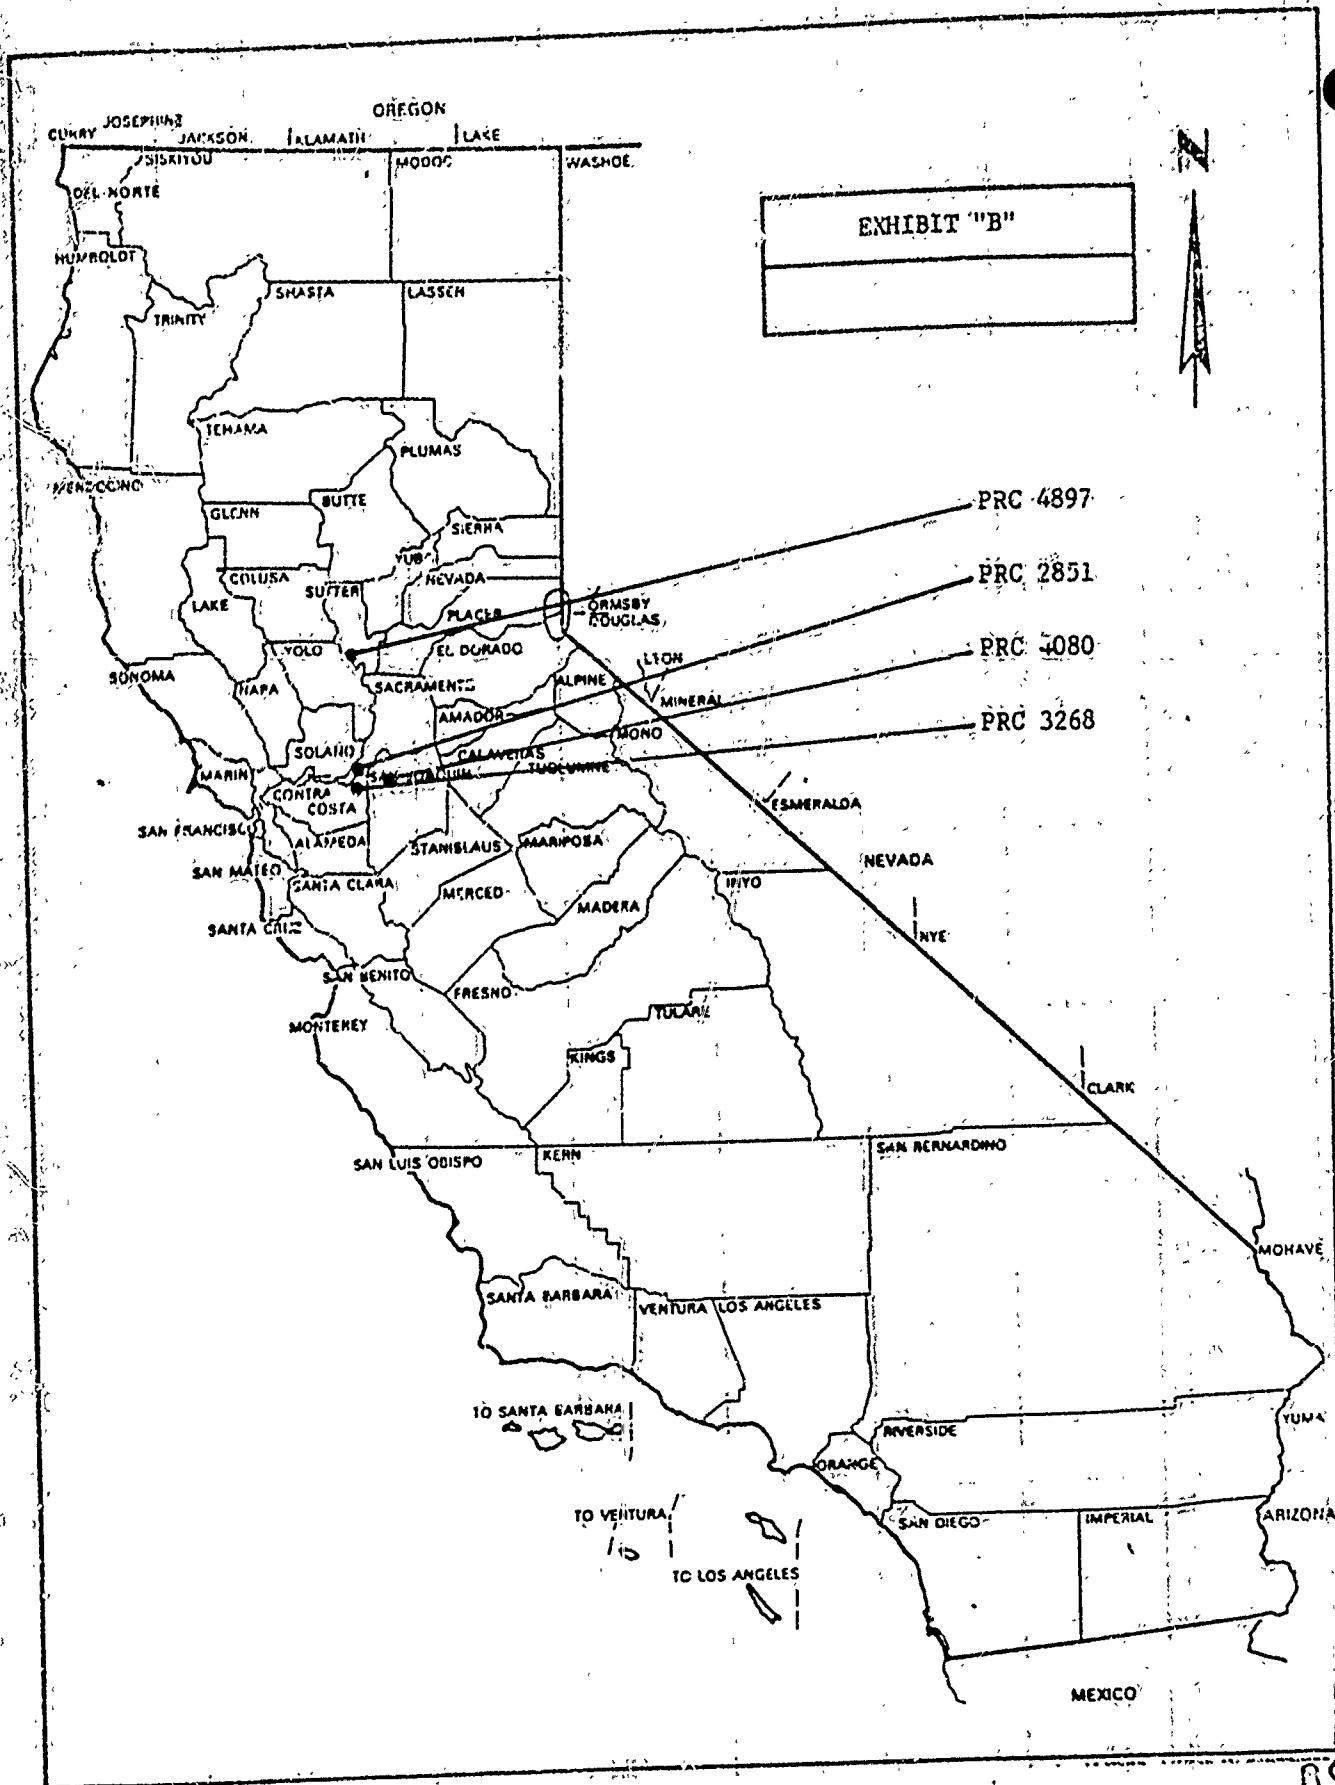 OREGON
CURRY JOSEPHINE JACKSON KLAMATH LAKE
SISKIYOU MODOC WASHOE
N
DEL NORTE
EXHIBIT "B"
HUMBOLDT
SHASTA LASSEN
TRINITY
TEHAMA
PLUMAS
MENDOCINO
BUTTE
GLENN
PRC 4897
SIERRA
YUBA
COLUSA
NEVADA
PRC 2851
SUTTER
LAKE
PLACER
ORMSBY
DOUGLAS
YOLO
EL DORADO
PRC 4080
LYON
SONOMA
NAPA
SACRAMENTO
ALPINE
MINERAL
AMADOR
PRC 3268
MONO
SOLANO
CALAVERAS
MARIN
SAN JOAQUIN
TUOLUMNE
CONTRA
COSTA
ESMERALDA
SAN FRANCISCO
ALAMEDA
STANISLAUS
MARIPOSA
NEVADA
SAN MATEO
SANTA CLARA
MERCED
INYO
MADERA
SANTA CRUZ
NYE
SAN BENITO
FRESNO
MONTEREY
TULARE
KINGS
CLARK
SAN LUIS OBISPO
KERN
SAN BERNARDINO
MOHAVE
SANTA BARBARA
VENTURA
LOS ANGELES
TO SANTA BARBARA
YUMA
RIVERSIDE
ORANGE
TO VENTURA
SAN DIEGO
IMPERIAL
ARIZONA
TO LOS ANGELES
MEXICO